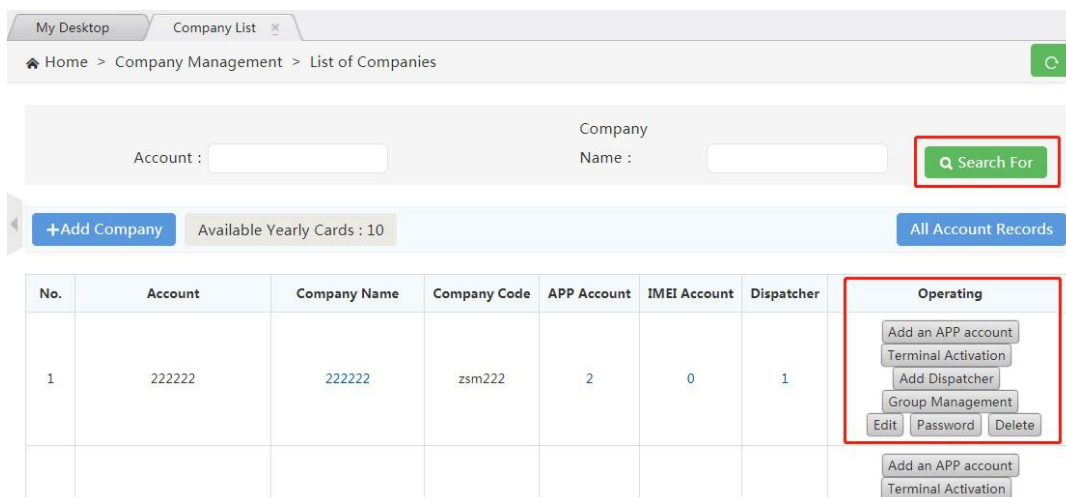 My Desktop
Company List
Home > Company Management > List of Companies
Company
Account :
Name :
Search For
+Add Company
Available Yearly Cards : 10
All Account Records
No. Account Company Name Company Code APP Account IMEI Account Dispatcher Operating
Add an APP account
Terminal Activation
1 222222 222222 zsm222 2 0 1
Add Dispatcher
Group Management
Edit Password Delete
Add an APP account
Terminal Activation